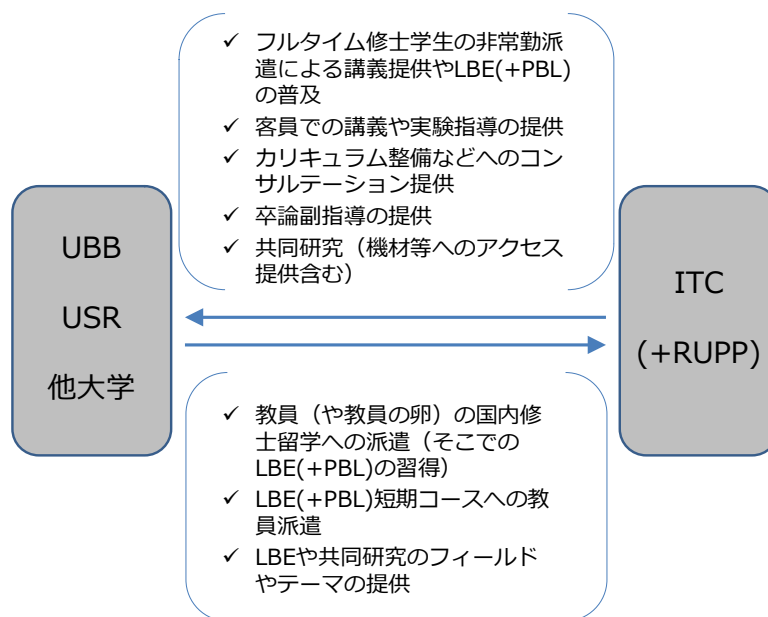 ✓ フルタイム修士学生の非常勤派
遣による講義提供やLBE(+PBL)
の普及
✓ 客員での講義や実験指導の提供
✓ カリキュラム整備などへのコン
サルテーション提供
✓ 卒論副指導の提供
✓ 共同研究（機材等へのアクセス
提供含む）
UBB
USR
他大学
ITC
(+RUPP)
✓ 教員（や教員の卵）の国内修
士留学への派遣（そこでの
LBE(+PBL)の習得）
✓ LBE(+PBL)短期コースへの教
員派遣
✓ LBEや共同研究のフィールド
やテーマの提供